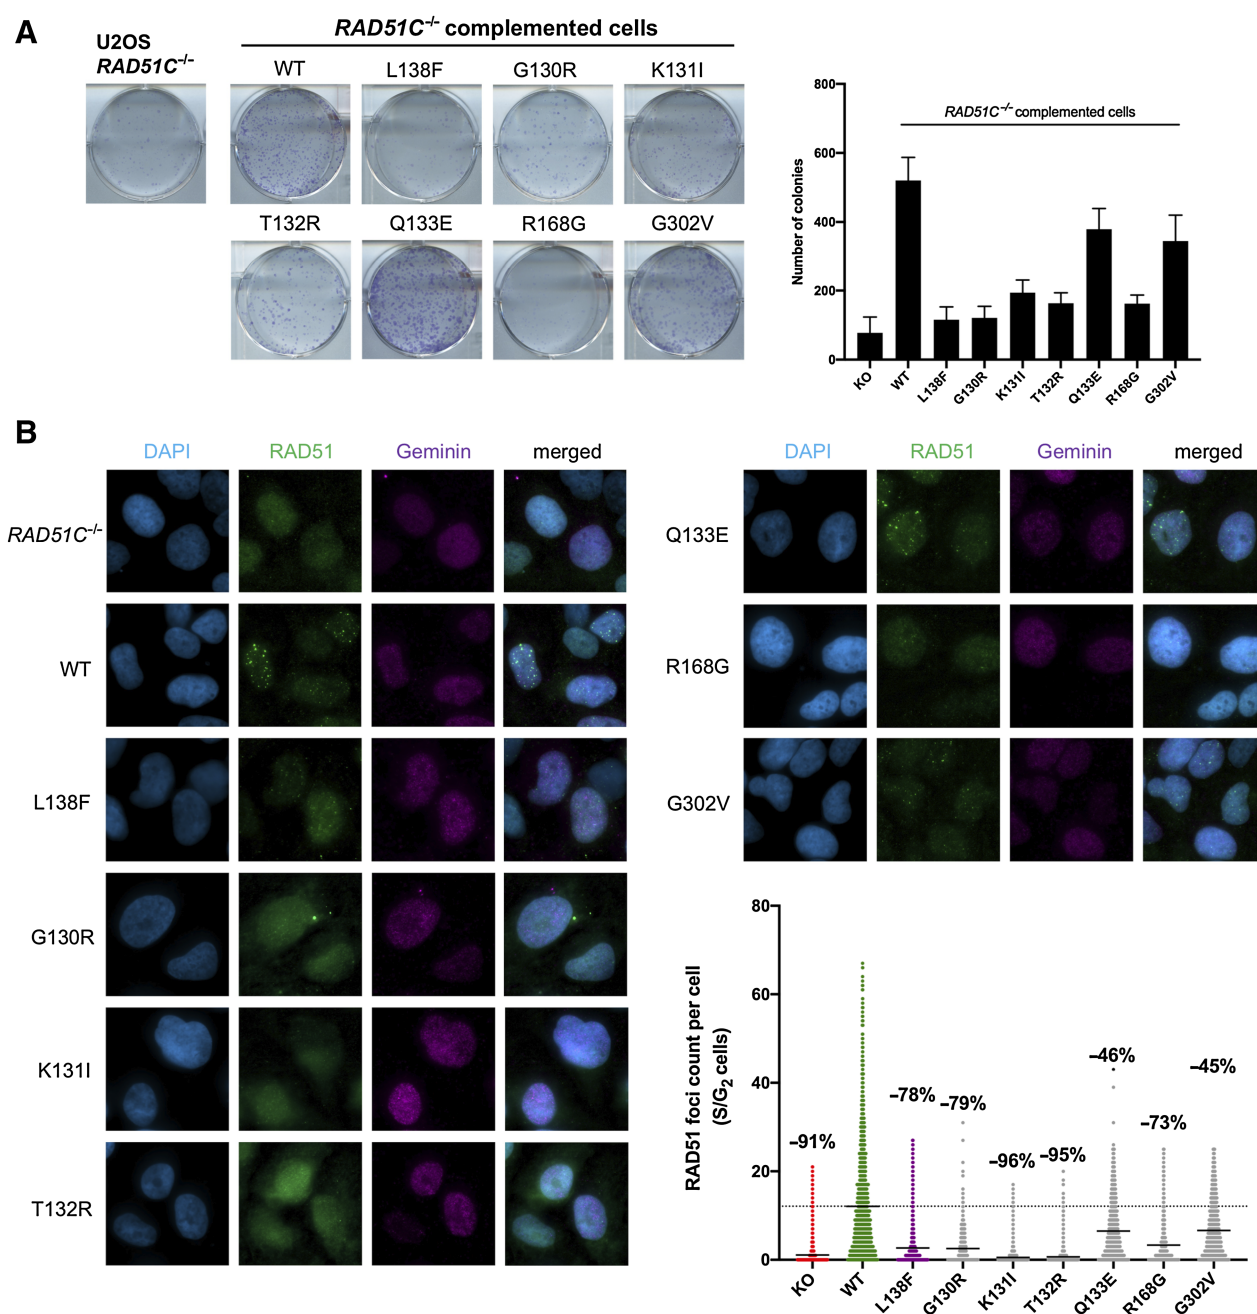 A
U2OS
RAD51C-/-
RAD51C-/- complemented cells
WT
L138F
G130R
K131I
T132R
Q133E
R168G
G302V
800
600
400
200
0
Number of colonies
RAD51C-/- complemented cells
KO
WT
L138F
G130R
K131I
T132R
Q133E
R168G
G302V
B
DAPI
RAD51
Geminin
merged
RAD51C-/-
WT
L138F
G130R
K131I
T132R
DAPI
RAD51
Geminin
merged
Q133E
R168G
G302V
RAD51 foci count per cell
(S/G2 cells)
80
60
40
20
0
–91%
–78%
–79%
–96%
–95%
–46%
–73%
–45%
KO
WT
L138F
G130R
K131I
T132R
Q133E
R168G
G302V